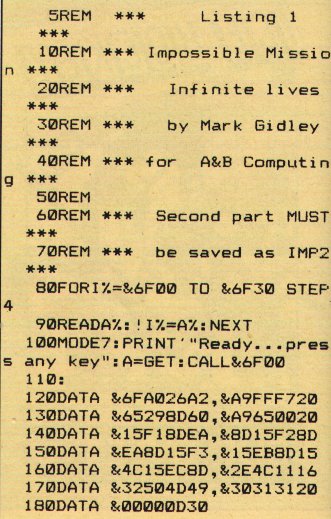 5REM *** Listing 1
***
10REM *** Impossible Missio
n ***
20REM *** Infinite lives
***
30REM *** by Mark Gidley
***
40REM *** for A&B Computin
g ***
50REM
60REM *** Second part MUST
***
70REM *** be saved as IMP2
***
80FORI%=&6F00 TO &6F30 STEP
4
90READA%:!I%=A%:NEXT
100MODE7:PRINT'"Ready...pres
s any key":A=GET:CALL&6F00
110:
120DATA &6FA026A2,&A9FFF720
130DATA &65298D60,&A9650020
140DATA &15F18DEA,&8D15F28D
150DATA &EA8D15F3,&15EB8D15
160DATA &4C15EC8D,&2E4C1116
170DATA &32504D49,&30313120
180DATA &00000D30